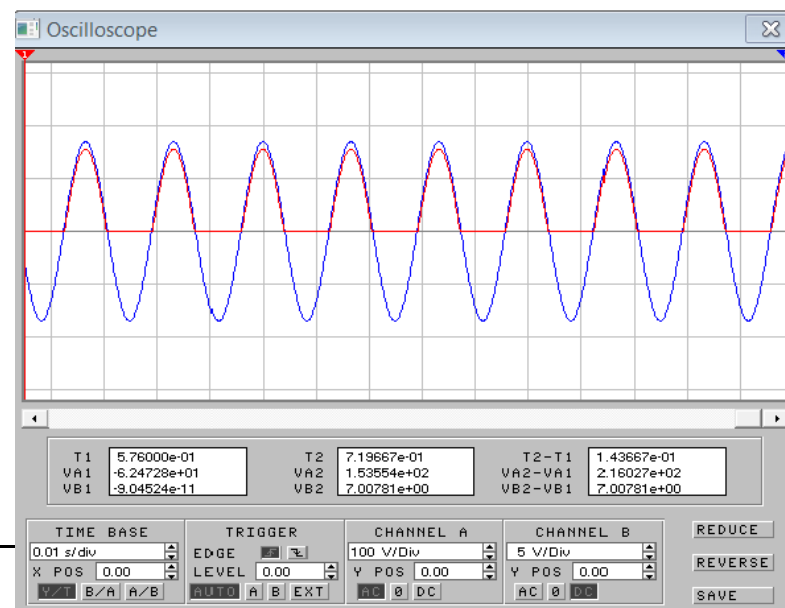 Oscilloscope
1
T1 5.76000e-01 T2 7.19667e-01 T2-T1 1.43667e-01
VA1 -6.24728e+01 VA2 1.53554e+02 VA2-VA1 2.16027e+02
VB1 -9.04524e-11 VB2 7.00781e+00 VB2-VB1 7.00781e+00
TIME BASE TRIGGER CHANNEL A CHANNEL B REDUCE
0.01 s/div EDGE 100 V/Div 5 V/Div
X POS 0.00 LEVEL 0.00 Y POS 0.00 Y POS 0.00 REVERSE
Y/T B/A A/B AUTO A B EXT AC 0 DC AC 0 DC SAVE